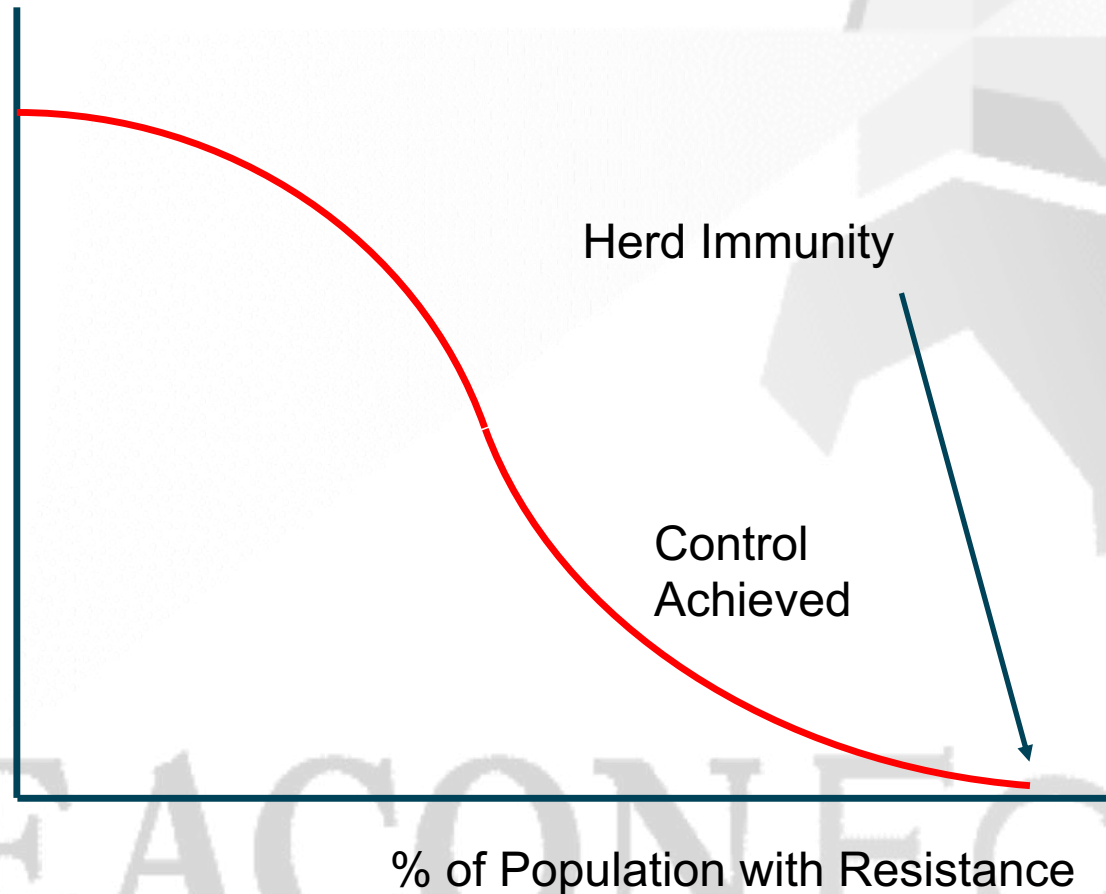 Herd Immunity
Control
Achieved
% of Population with Resistance